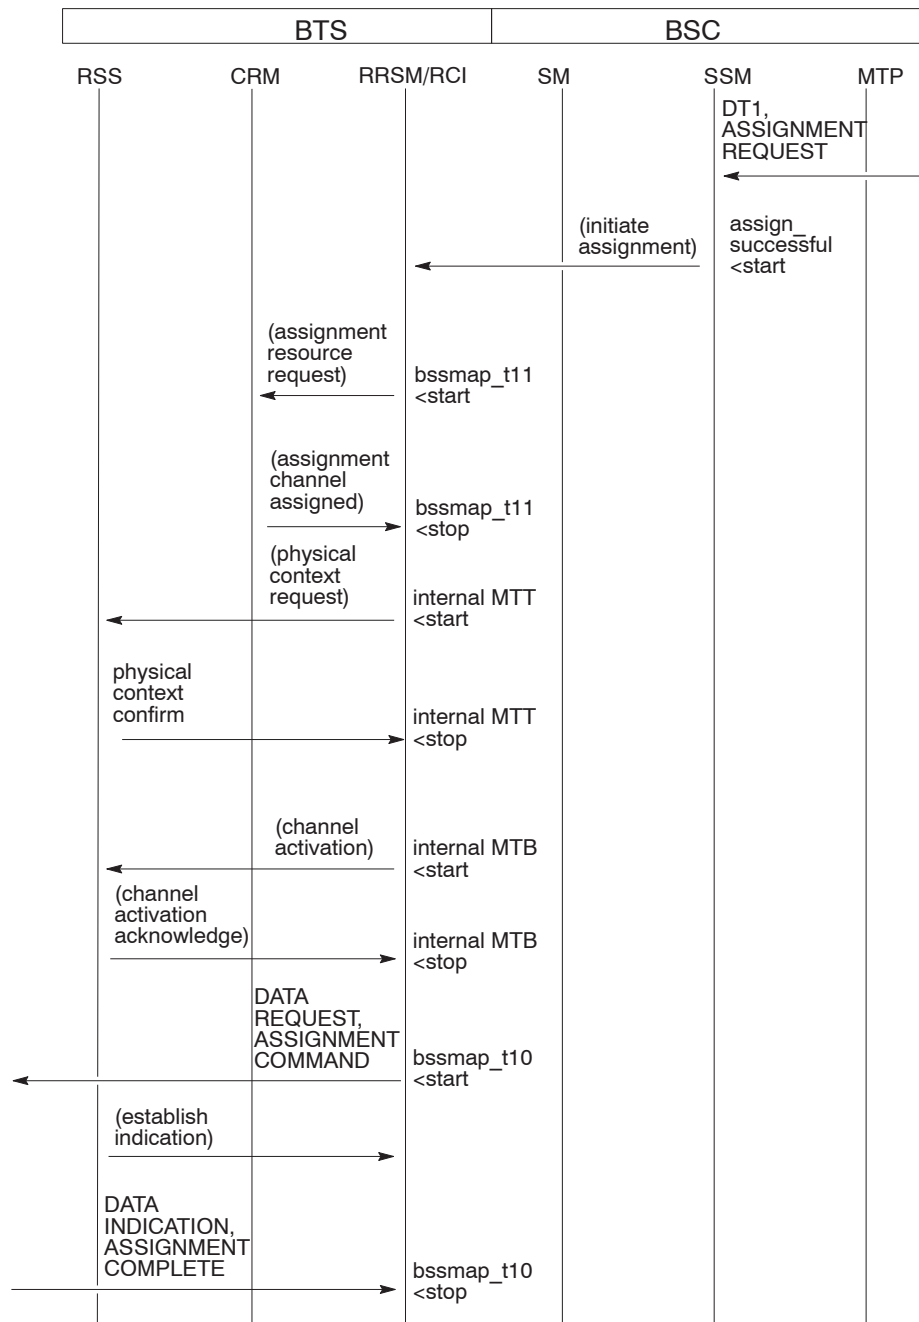 BTS BSC
RSS CRM RRSM/RCI SM SSM MTP
DT1,
ASSIGNMENT
REQUEST
(initiate
assignment)
assign_
successful
<start
(assignment
resource
request)
bssmap_t11
<start
(assignment
channel
assigned)
bssmap_t11
<stop
(physical
context
request)
internal MTT
<start
physical
context
confirm
internal MTT
<stop
(channel
activation)
internal MTB
<start
(channel
activation
acknowledge)
internal MTB
<stop
DATA
REQUEST,
ASSIGNMENT
COMMAND
bssmap_t10
<start
(establish
indication)
DATA
INDICATION,
ASSIGNMENT
COMPLETE
bssmap_t10
<stop